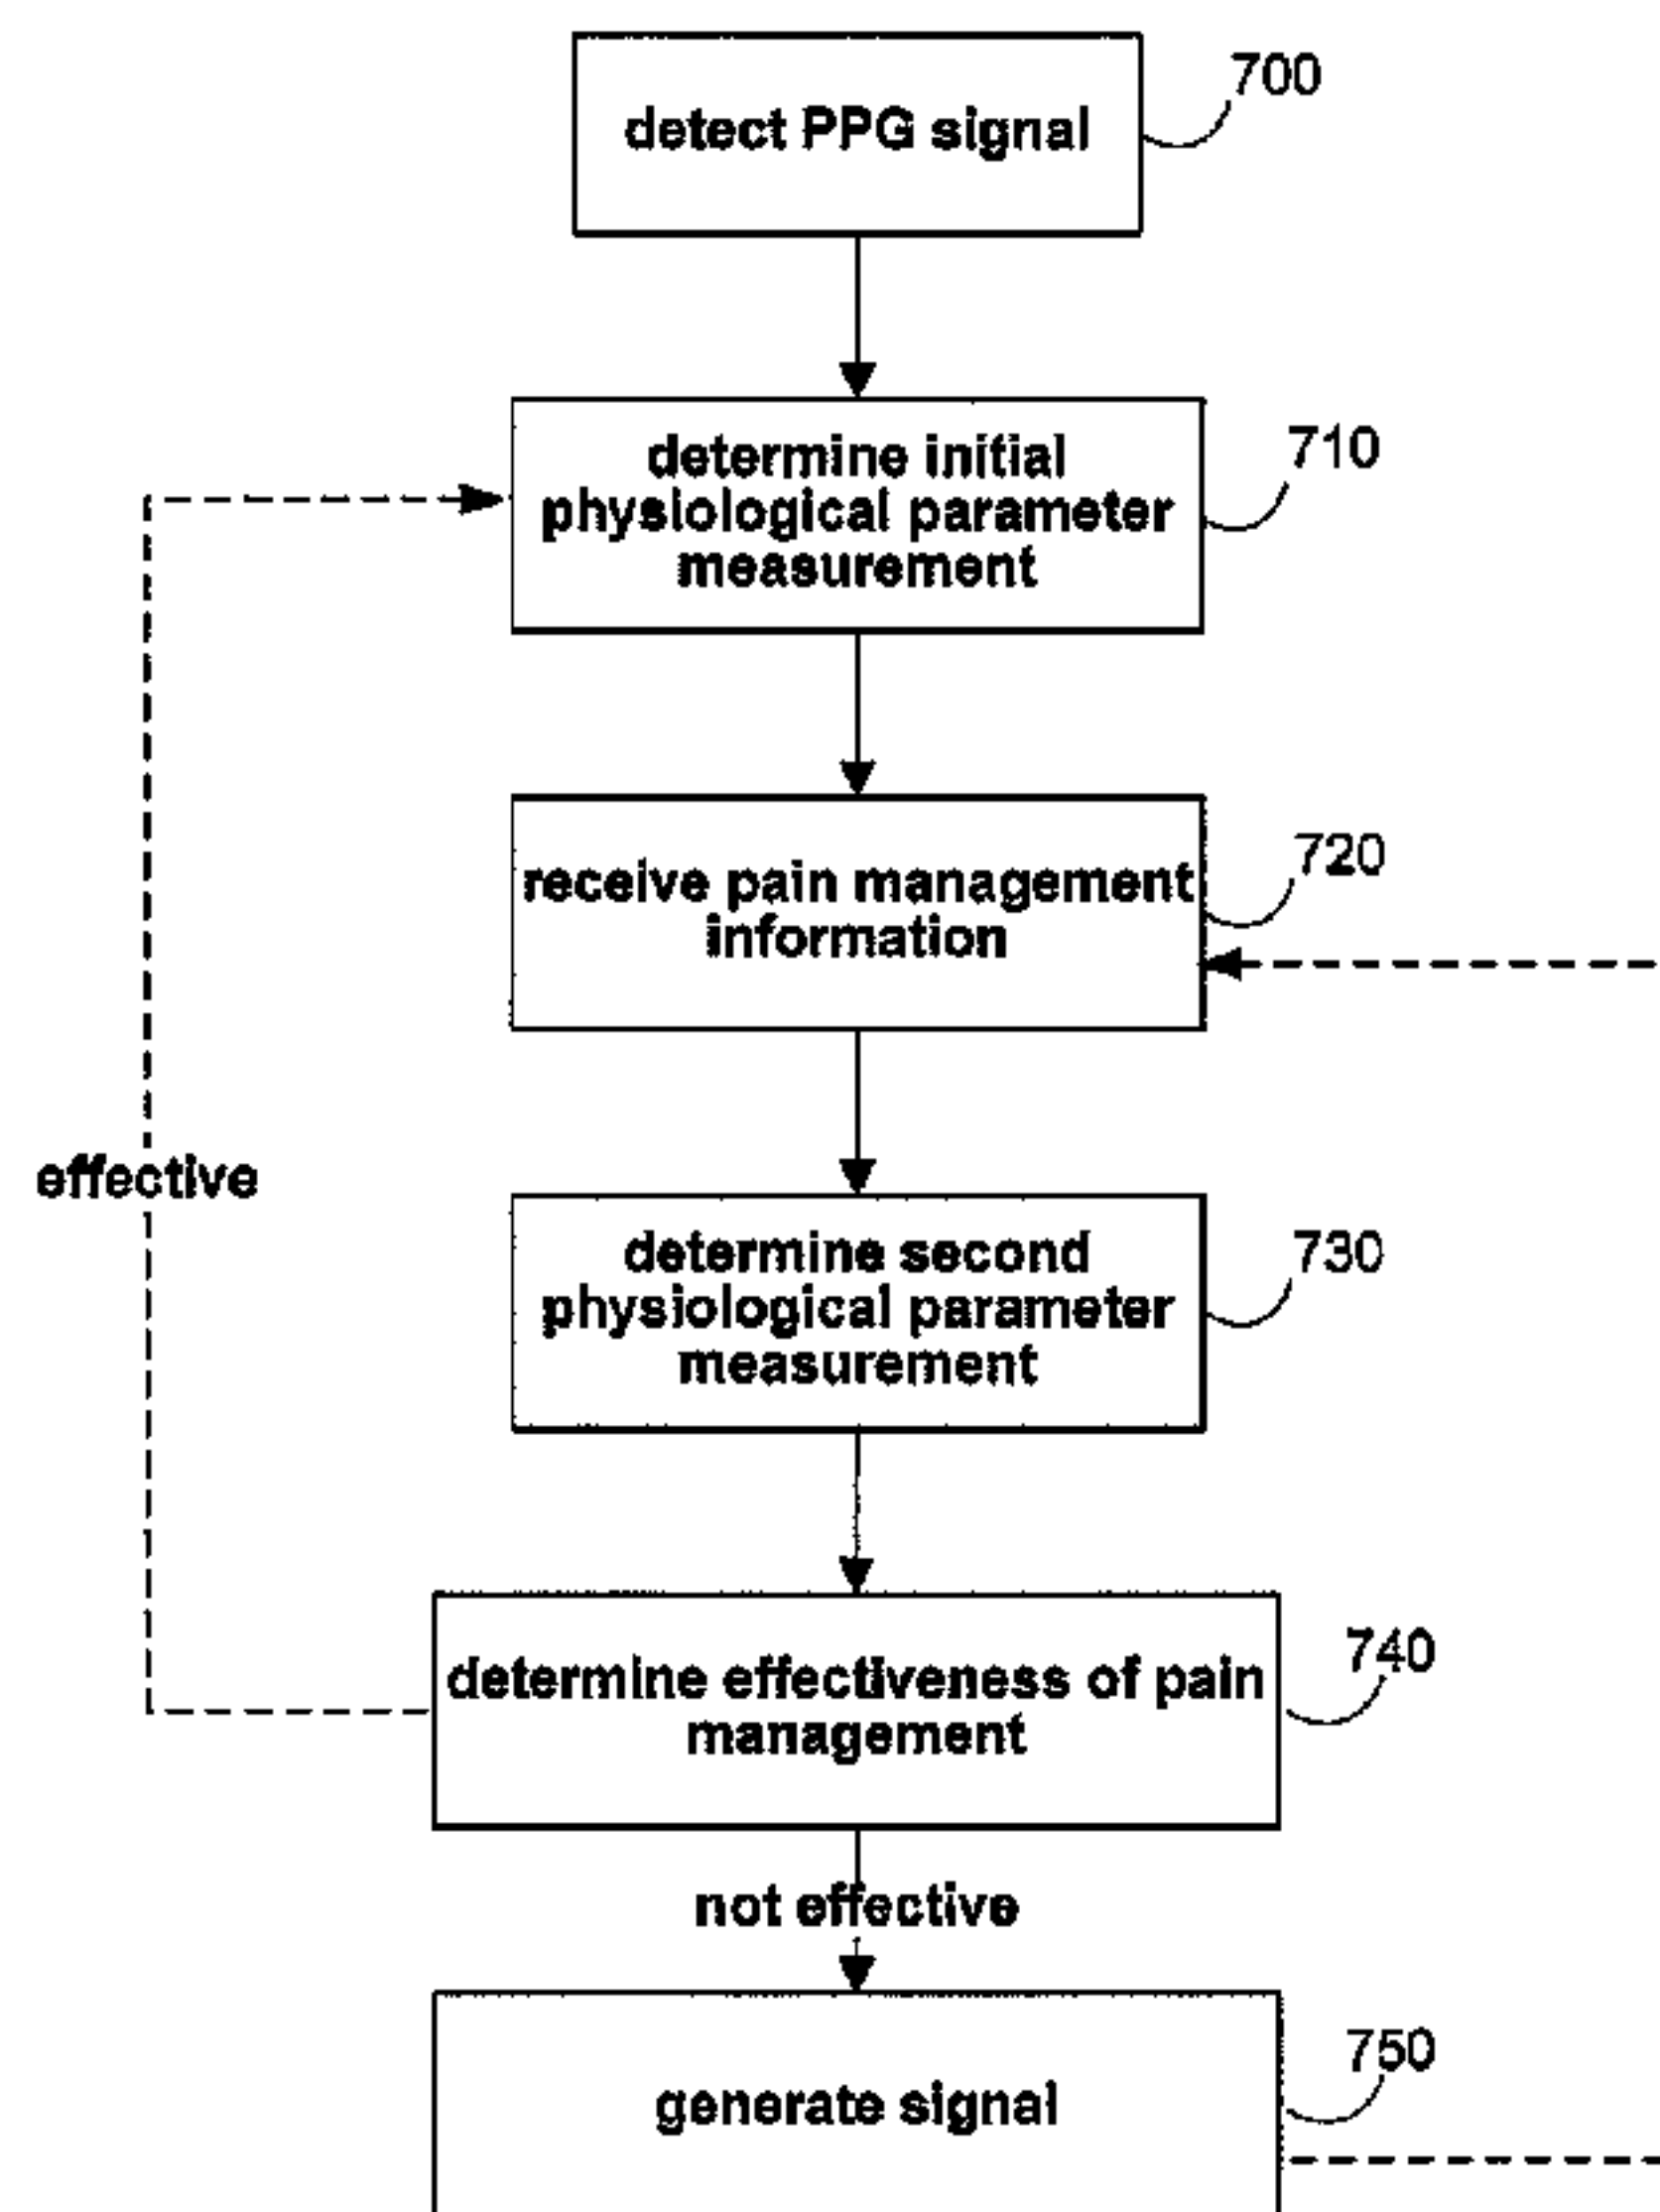 detect PPG signal
700
determine initial
physiological parameter
measurement
710
receive pain management
information
720
effective
determine second
physiological parameter
measurement
730
determine effectiveness of pain
management
740
not effective
generate signal
750